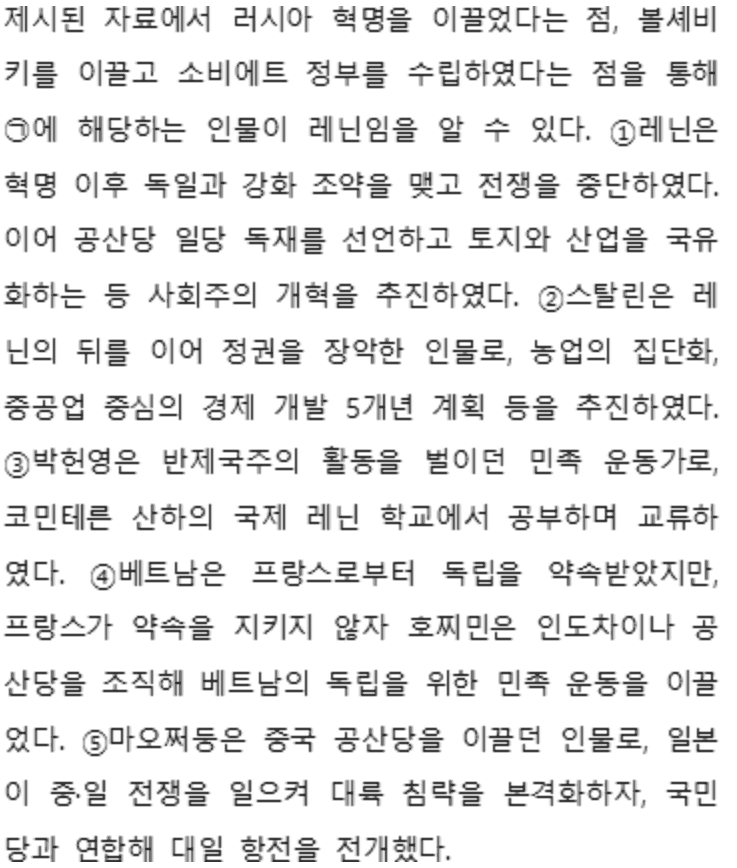 제시된 자료에서 러시아 혁명을 이끌었다는 점, 볼셰비
키를 이끌고 소비에트 정부를 수립하였다는 점을 통해
㉠에 해당하는 인물이 레닌임을 알 수 있다. ①레닌은
혁명 이후 독일과 강화 조약을 맺고 전쟁을 중단하였다.
이어 공산당 일당 독재를 선언하고 토지와 산업을 국유
화하는 등 사회주의 개혁을 추진하였다. ②스탈린은 레
닌의 뒤를 이어 정권을 장악한 인물로, 농업의 집단화,
중공업 중심의 경제 개발 5개년 계획 등을 추진하였다.
③박헌영은 반제국주의 활동을 벌이던 민족 운동가로,
코민테른 산하의 국제 레닌 학교에서 공부하며 교류하
였다. ④베트남은 프랑스로부터 독립을 약속받았지만,
프랑스가 약속을 지키지 않자 호찌민은 인도차이나 공
산당을 조직해 베트남의 독립을 위한 민족 운동을 이끌
었다. ⑤마오쩌둥은 중국 공산당을 이끌던 인물로, 일본
이 중·일 전쟁을 일으켜 대륙 침략을 본격화하자, 국민
당과 연합해 대일 항전을 전개했다.